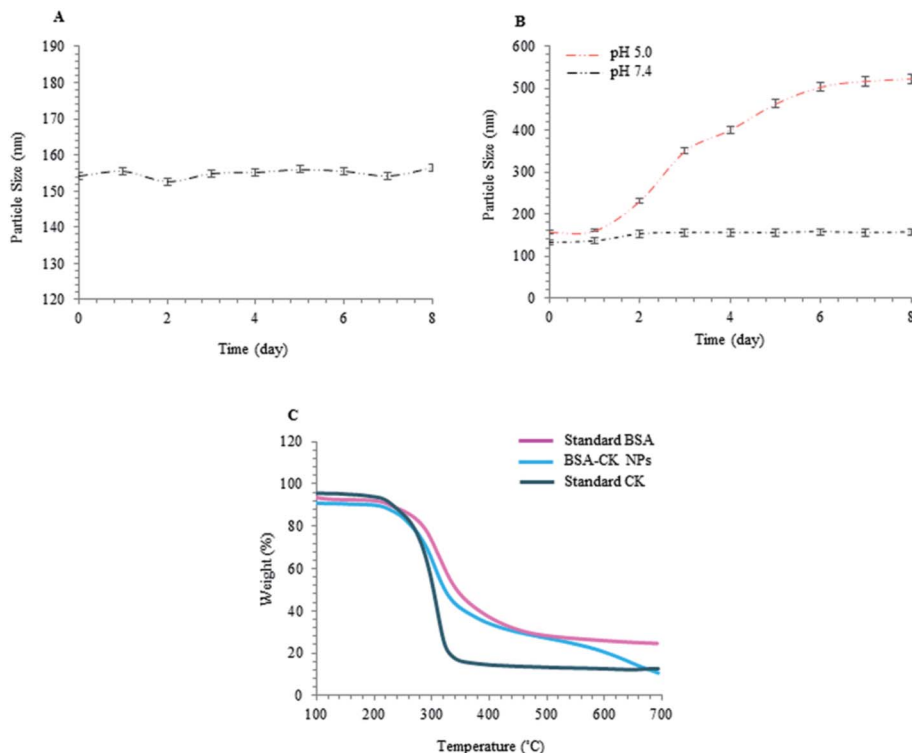 A
Particle Size (nm)
190
180
170
160
150
140
130
120
0 2 4 6 8
Time (day)
B
Particle Size (nm)
600
500
400
300
200
100
0
pH 5.0
pH 7.4
0 2 4 6 8
Time (day)
C
Weight (%)
120
100
80
60
40
20
0
Standard BSA
BSA-CK NPs
Standard CK
100 200 300 400 500 600 700
Temperature (°C)